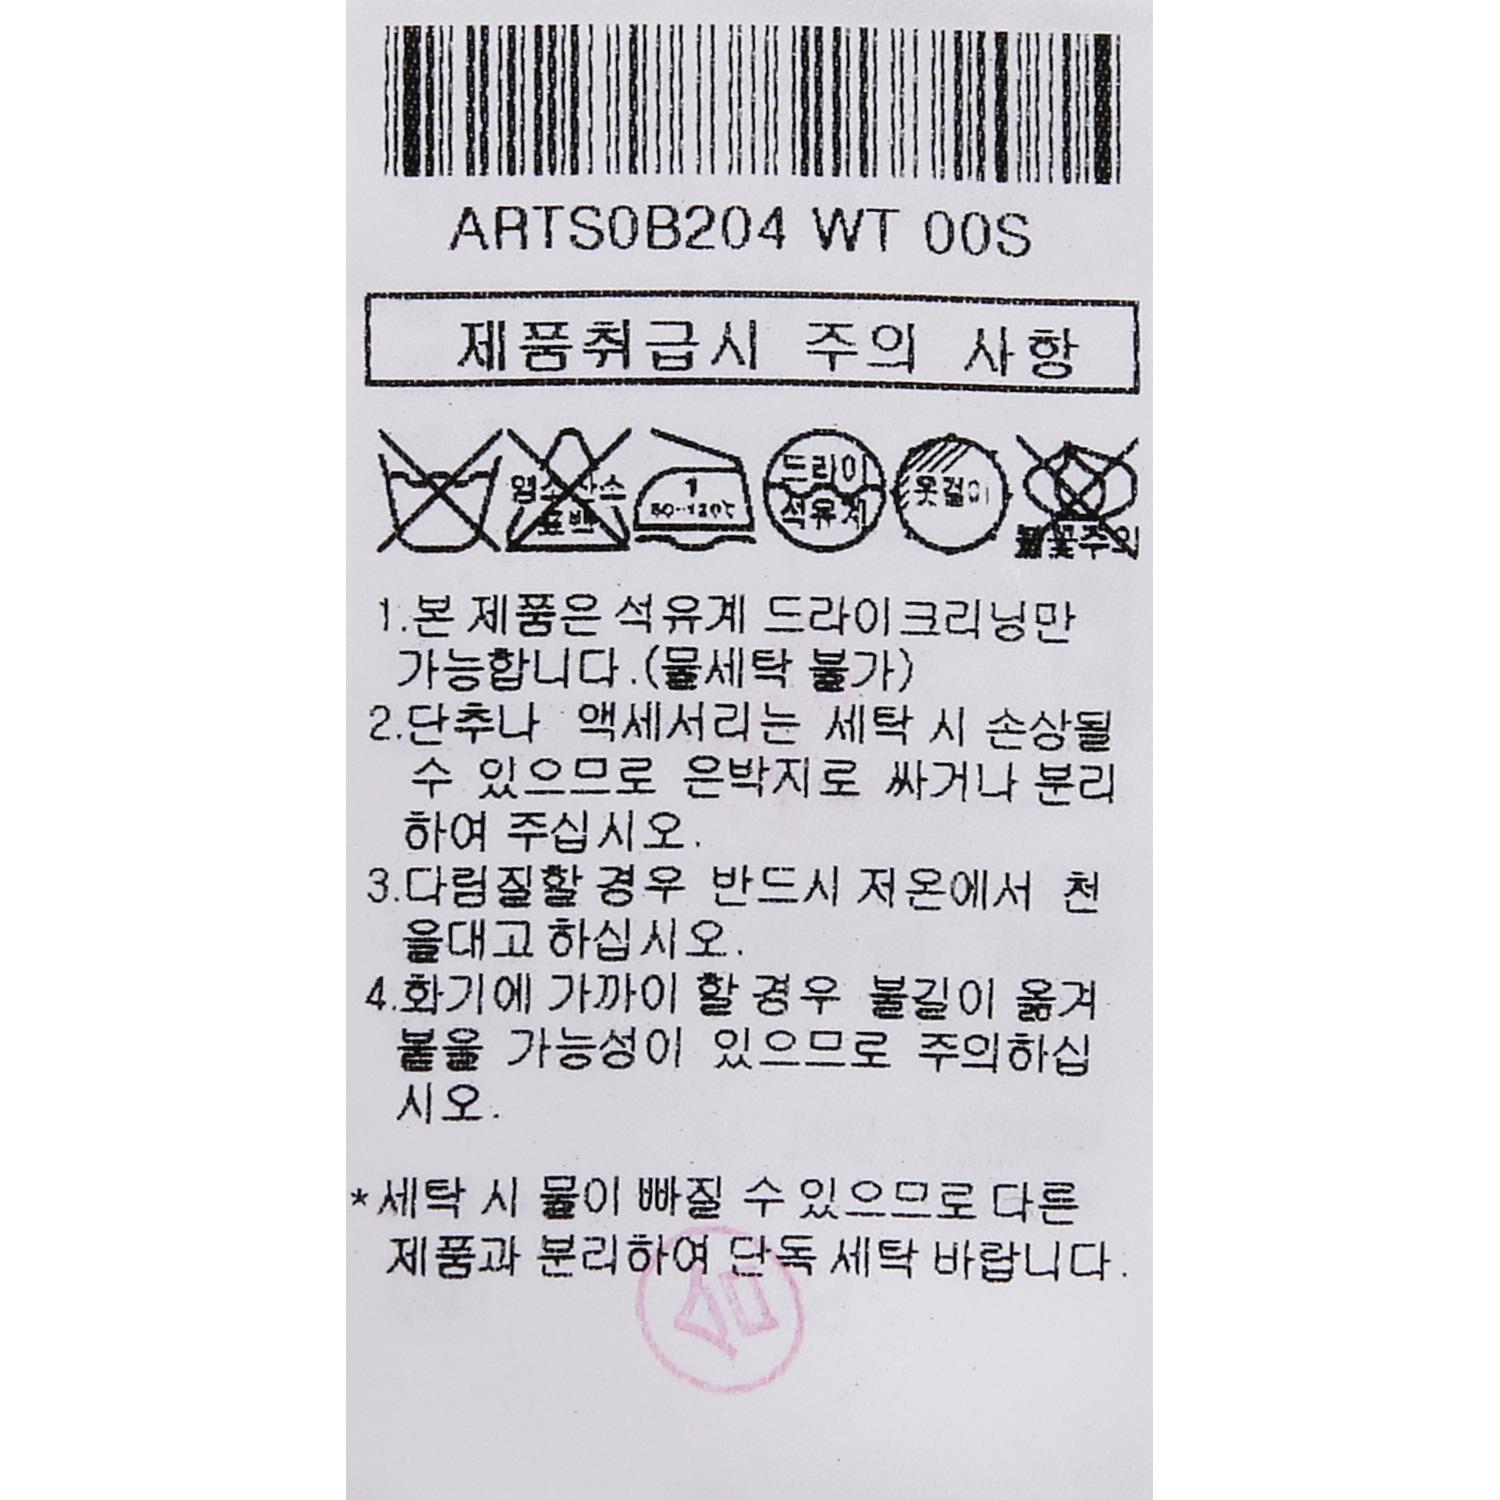 ARTS0B204 WT 00S
제품취급시 주의 사항
염소산소
표백
1
80~120℃
드라이
석유계
옷걸이
불꽃주의
1.본 제품은 석유계 드라이크리닝만
가능합니다.(물세탁 불가)
2.단추나 액세서리는 세탁 시 손상될
수 있으므로 은박지로 싸거나 분리
하여 주십시오.
3.다림질할 경우 반드시 저온에서 천
을대고 하십시오.
4.화기에 가까이 할 경우 불길이 옮겨
붙을 가능성이 있으므로 주의하십
시오.
*세탁 시 물이 빠질 수 있으므로 다른
제품과 분리하여 단독 세탁 바랍니다.